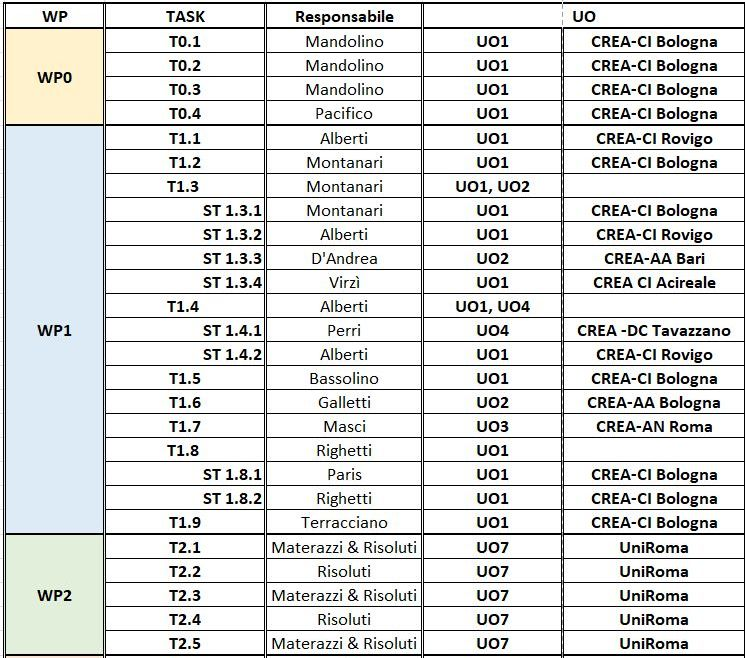 WP TASK Responsabile UO
T0.1 Mandolino UO1 CREA-CI Bologna
T0.2 Mandolino UO1 CREA-CI Bologna
WP0
T0.3 Mandolino UO1 CREA-CI Bologna
T0.4 Pacifico UO1 CREA-CI Bologna
T1.1 Alberti UO1 CREA-CI Rovigo
T1.2 Montanari UO1 CREA-CI Bologna
T1.3 Montanari UO1, UO2
ST 1.3.1 Montanari UO1 CREA-CI Bologna
ST 1.3.2 Alberti UO1 CREA-CI Rovigo
ST 1.3.3 D'Andrea UO2 CREA-AA Bari
ST 1.3.4 Virzì UO1 CREA CI Acireale
T1.4 Alberti UO1, UO4
WP1 ST 1.4.1 Perri UO4 CREA -DC Tavazzano
ST 1.4.2 Alberti UO1 CREA-CI Rovigo
T1.5 Bassolino UO1 CREA-CI Bologna
T1.6 Galletti UO2 CREA-AA Bologna
T1.7 Masci UO3 CREA-AN Roma
T1.8 Righetti UO1
ST 1.8.1 Paris UO1 CREA-CI Bologna
ST 1.8.2 Righetti UO1 CREA-CI Bologna
T1.9 Terracciano UO1 CREA-CI Bologna
T2.1 Materazzi & Risoluti UO7 UniRoma
T2.2 Risoluti UO7 UniRoma
WP2 T2.3 Materazzi & Risoluti UO7 UniRoma
T2.4 Risoluti UO7 UniRoma
T2.5 Materazzi & Risoluti UO7 UniRoma